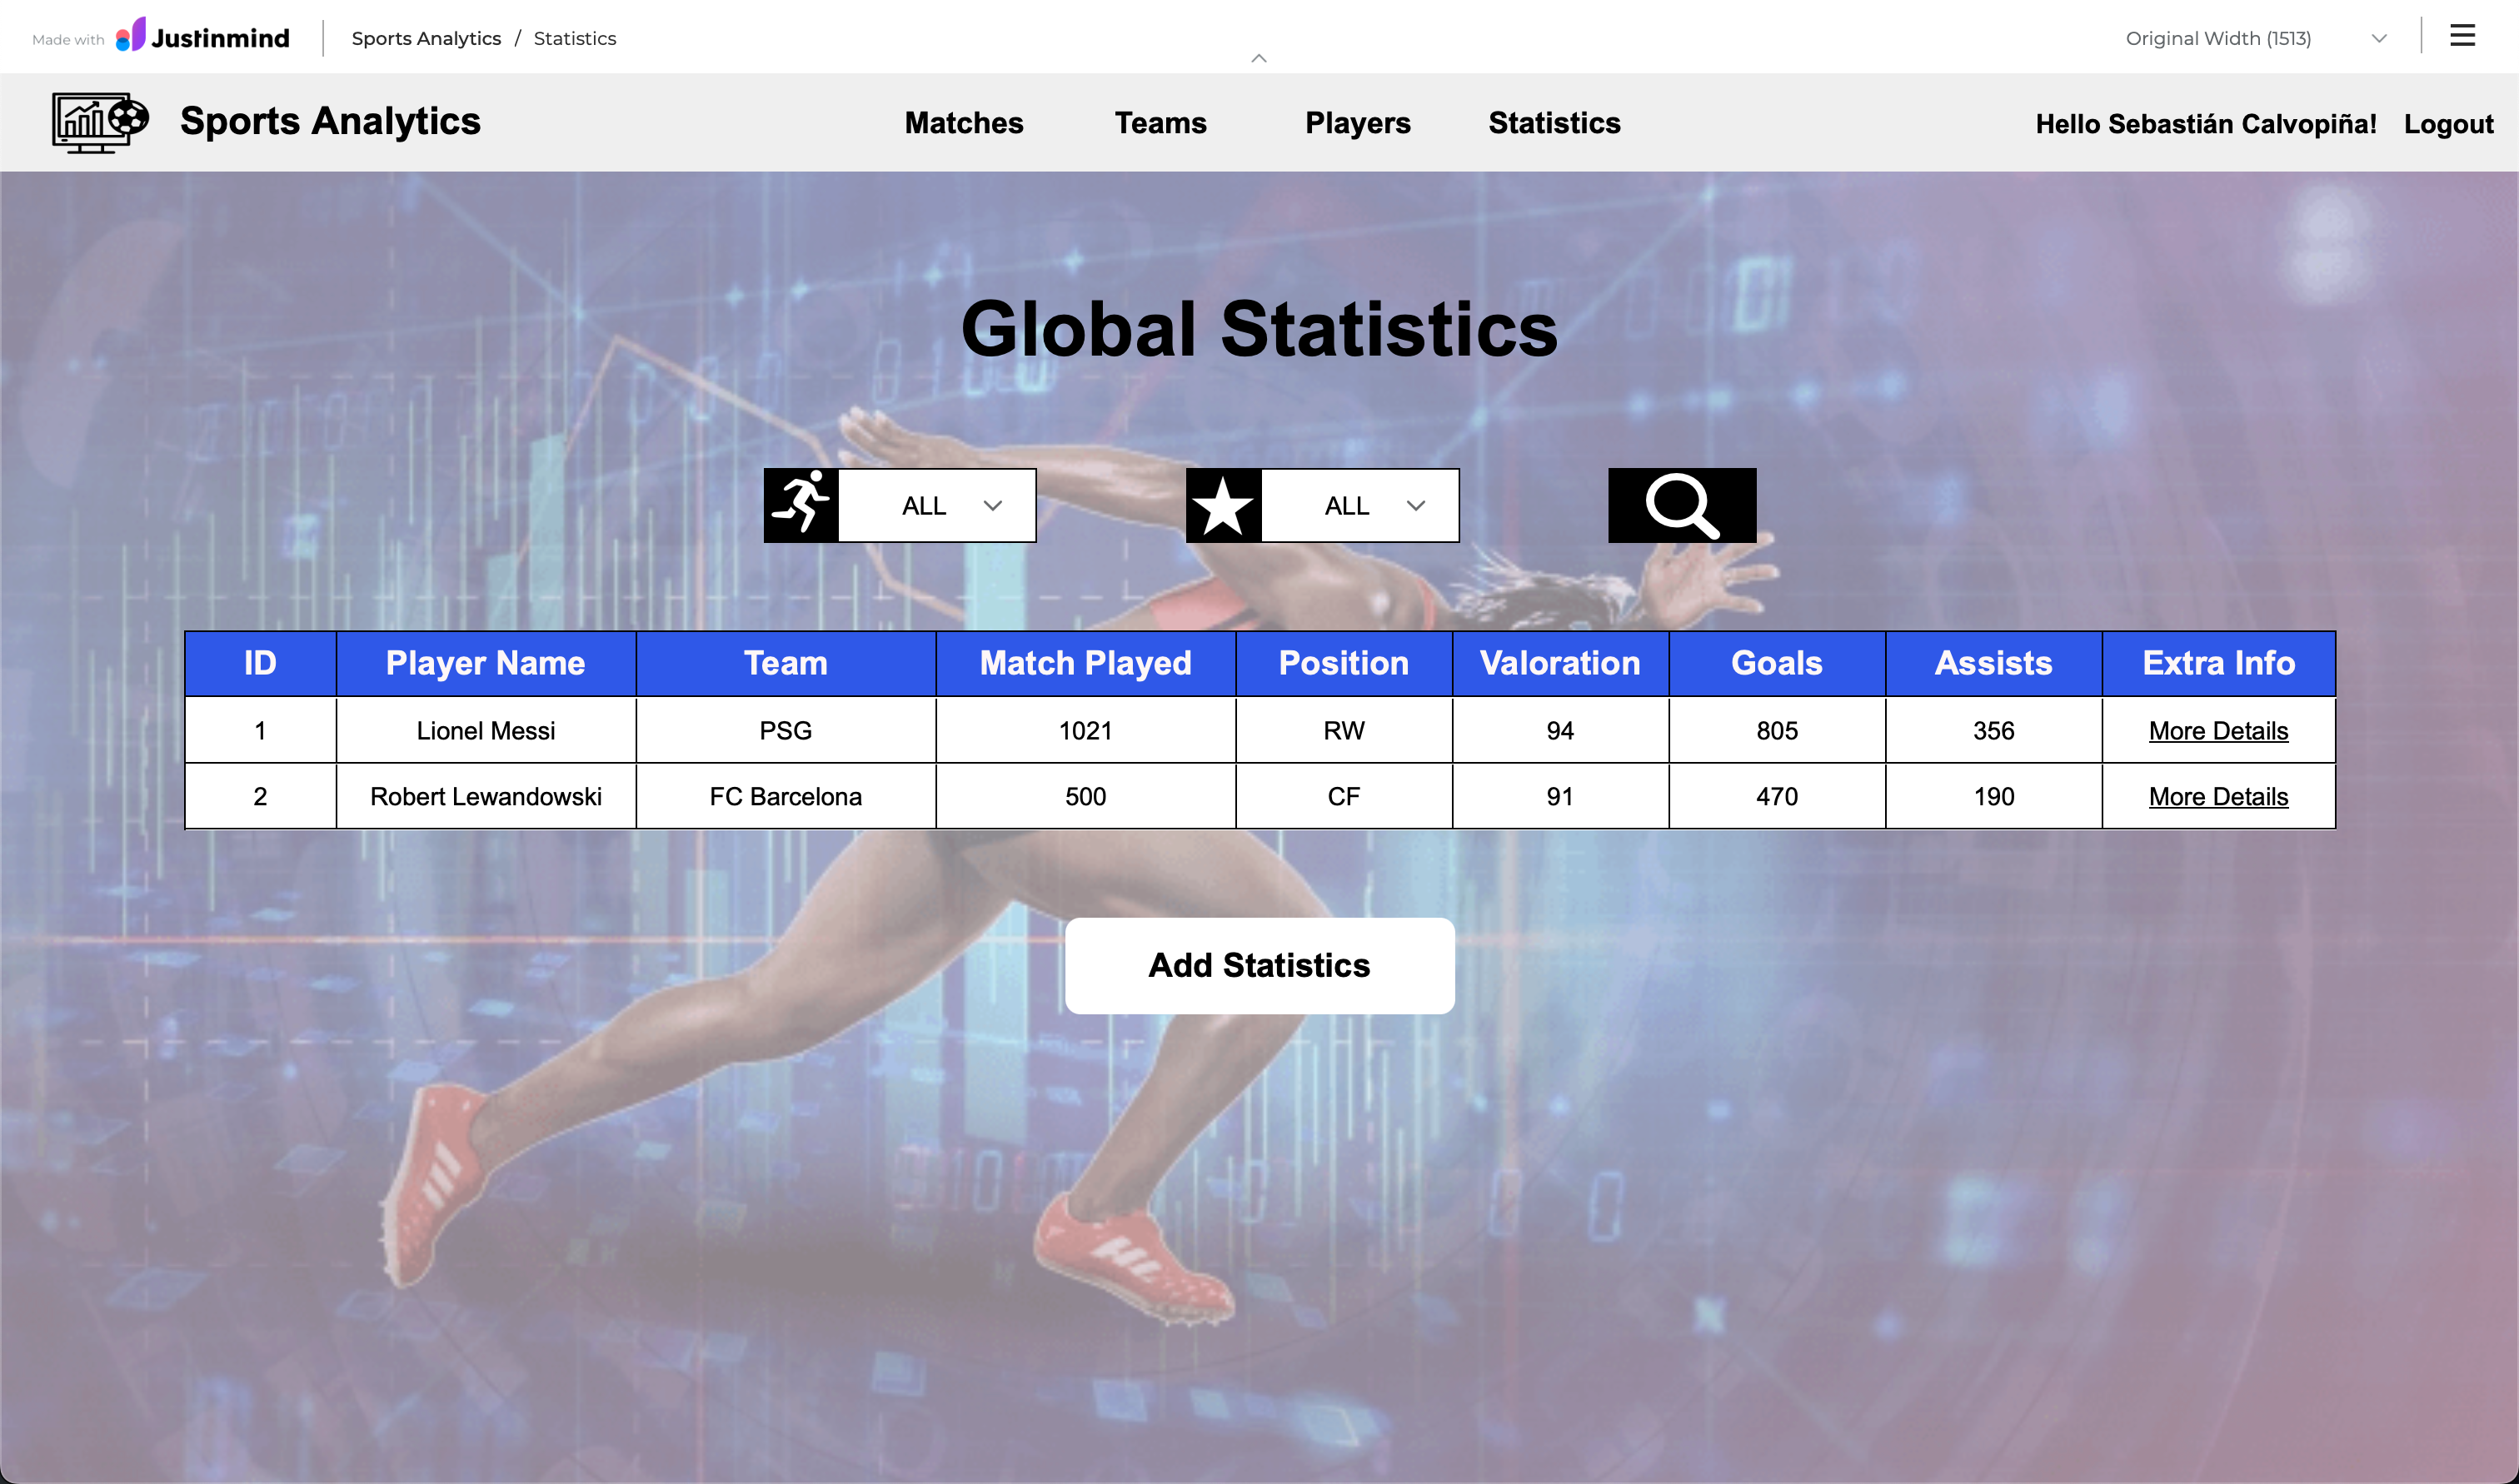 Made with Justinmind Sports Analytics / Statistics Original Width (1513)
Sports Analytics Matches Teams Players Statistics Hello Sebastián Calvopiña! Logout
Global Statistics
ALL ALL
ID Player Name Team Match Played Position Valoration Goals Assists Extra Info
1 Lionel Messi PSG 1021 RW 94 805 356 More Details
2 Robert Lewandowski FC Barcelona 500 CF 91 470 190 More Details
Add Statistics